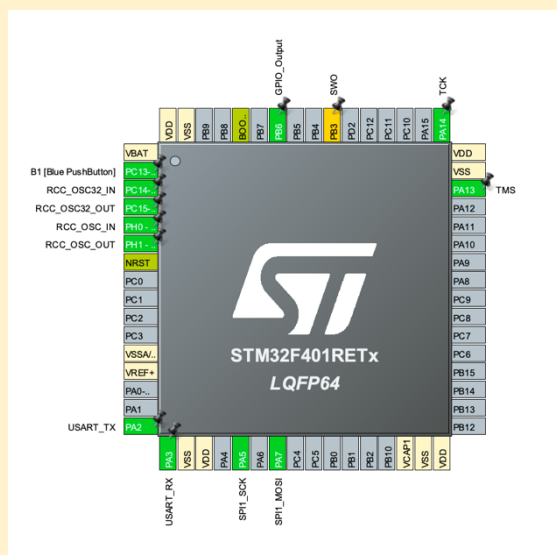 GPIO_Output
SWO
TCK
VDD
VSS
PB9
PB8
BOO..
PB7
PB6
PB5
PB4
PB3
PD2
PC12
PC11
PC10
PA15
PA14
VBAT
B1 [Blue PushButton] PC13-..
RCC_OSC32_IN PC14-..
RCC_OSC32_OUT PC15-..
RCC_OSC_IN PH0 - ..
RCC_OSC_OUT PH1 - ..
NRST
PC0
PC1
PC2
PC3
VSSA/..
VREF+
PA0-..
PA1
USART_TX PA2
VDD
VSS
PA13 TMS
PA12
PA11
PA10
PA9
PA8
PC9
PC8
PC7
PC6
PB15
PB14
PB13
PB12
ST
STM32F401RETx
LQFP64
PA3
VSS
VDD
PA4
PA5
PA6
PA7
PC4
PC5
PB0
PB1
PB2
PB10
VCAP1
VSS
VDD
USART_RX
SPI1_SCK
SPI1_MOSI